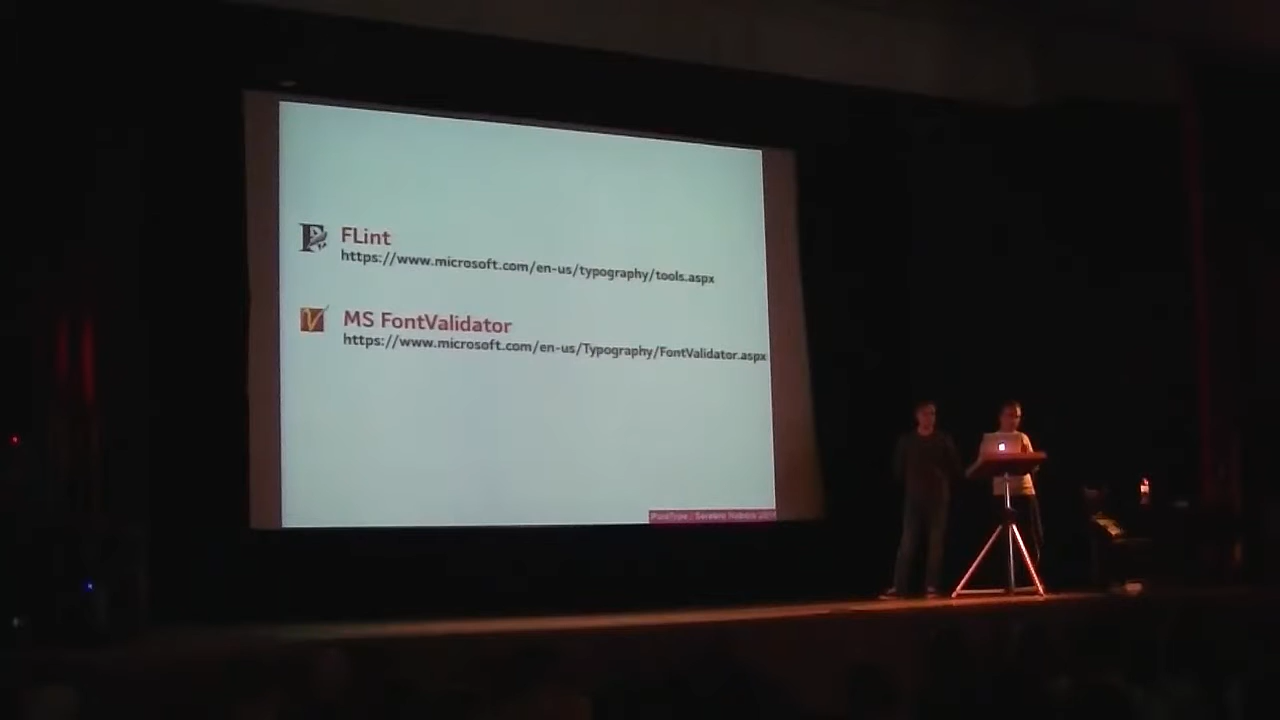 FLint
https://www.microsoft.com/en-us/typography/tools.aspx
MS FontValidator
https://www.microsoft.com/en-us/Typography/FontValidator.aspx